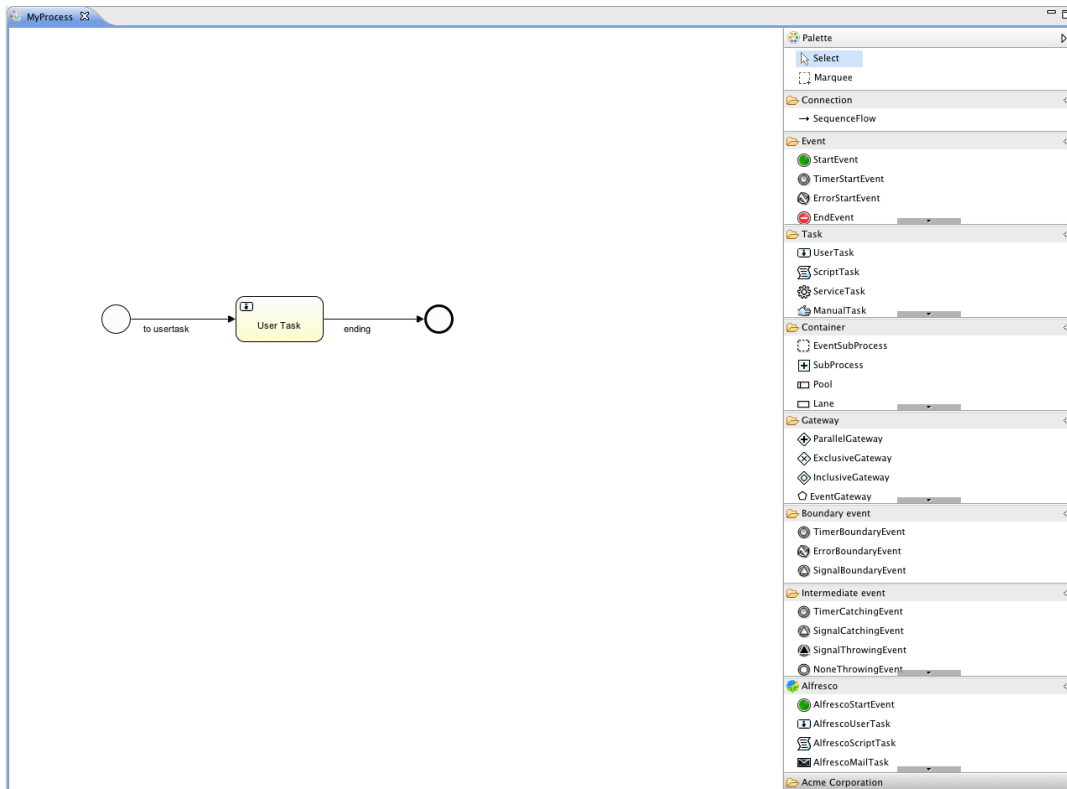 MyProcess
to usertask
User Task
ending
Palette
Select
Marquee
Connection
SequenceFlow
Event
StartEvent
TimerStartEvent
ErrorStartEvent
EndEvent
Task
UserTask
ScriptTask
ServiceTask
ManualTask
Container
EventSubProcess
SubProcess
Pool
Lane
Gateway
ParallelGateway
ExclusiveGateway
InclusiveGateway
EventGateway
Boundary event
TimerBoundaryEvent
ErrorBoundaryEvent
SignalBoundaryEvent
Intermediate event
TimerCatchingEvent
SignalCatchingEvent
SignalThrowingEvent
NoneThrowingEvent
Alfresco
AlfrescoStartEvent
AlfrescoUserTask
AlfrescoScriptTask
AlfrescoMailTask
Acme Corporation